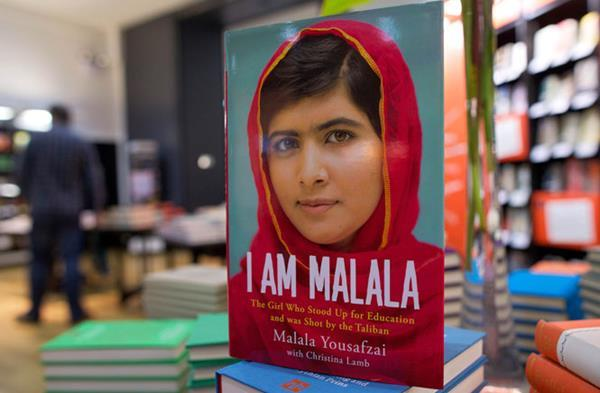 I AM MALALA
The Girl Who Stood Up for Education
and was Shot by the Taliban
Malala Yousafzai
with Christina Lamb